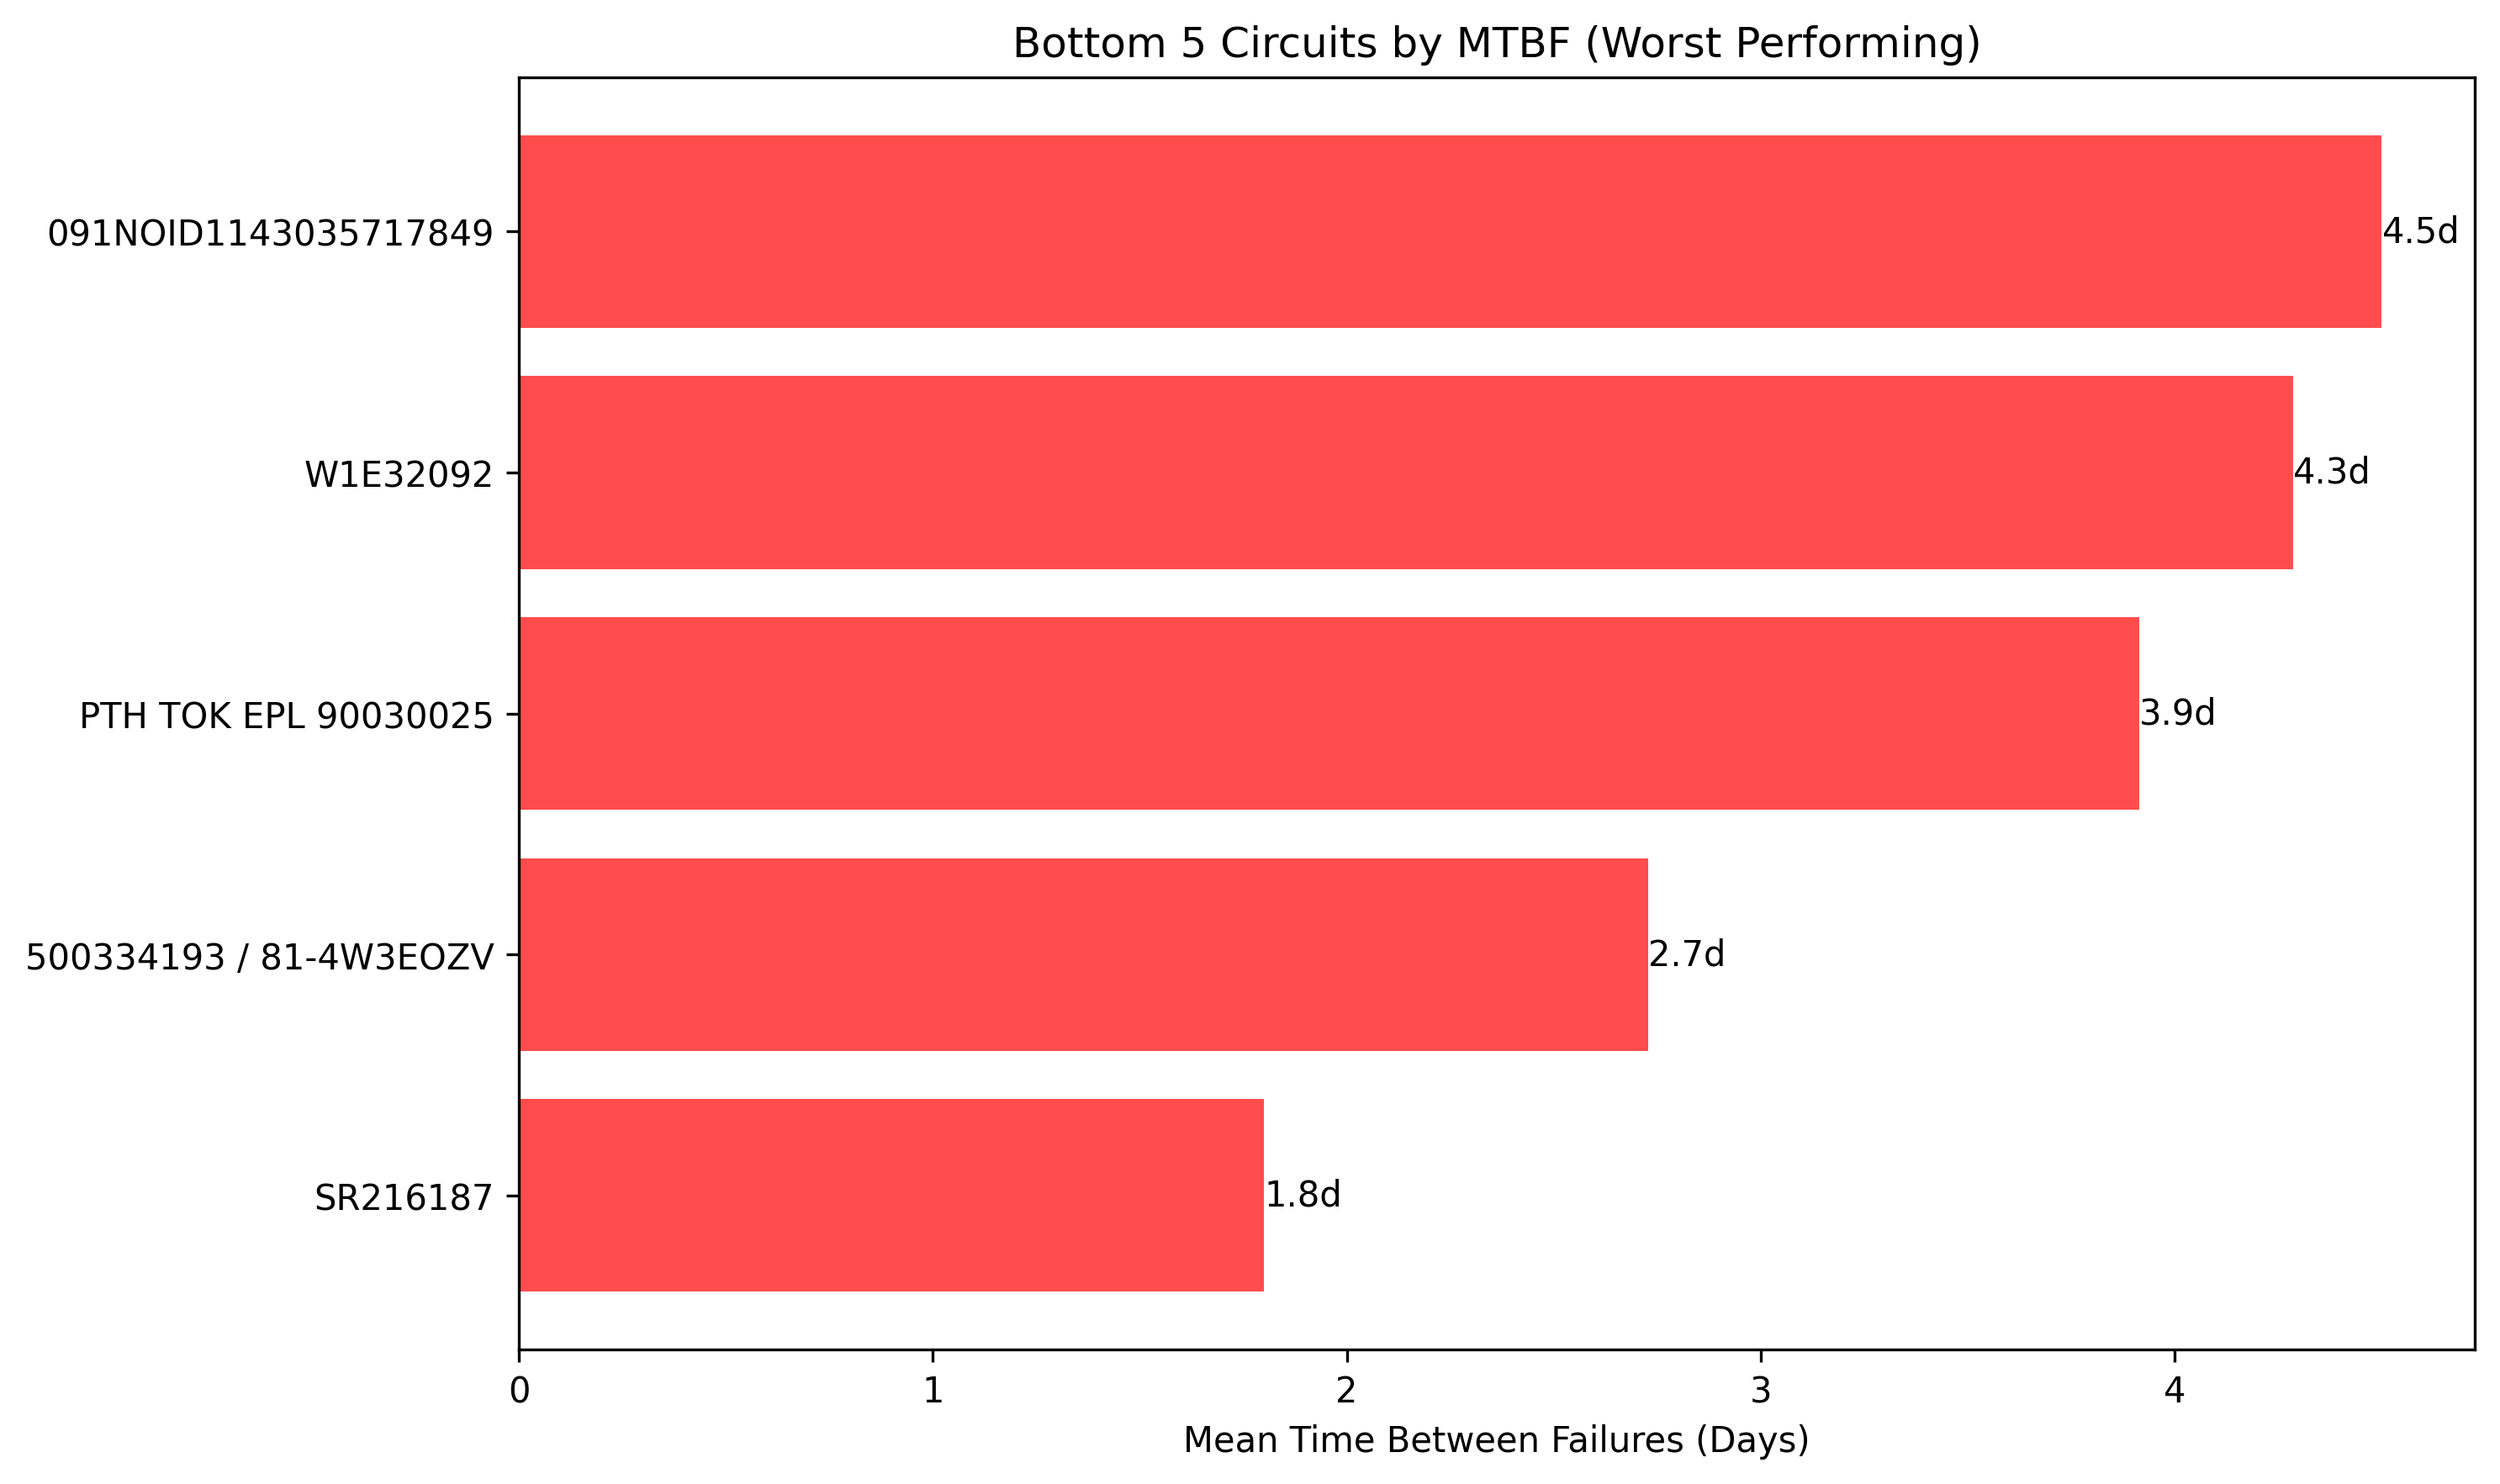 Bottom 5 Circuits by MTBF (Worst Performing)
091NOID1143035717849
4.5d
W1E32092
4.3d
PTH TOK EPL 90030025
3.9d
500334193 / 81-4W3EOZV
2.7d
SR216187
1.8d
0 1 2 3 4
Mean Time Between Failures (Days)